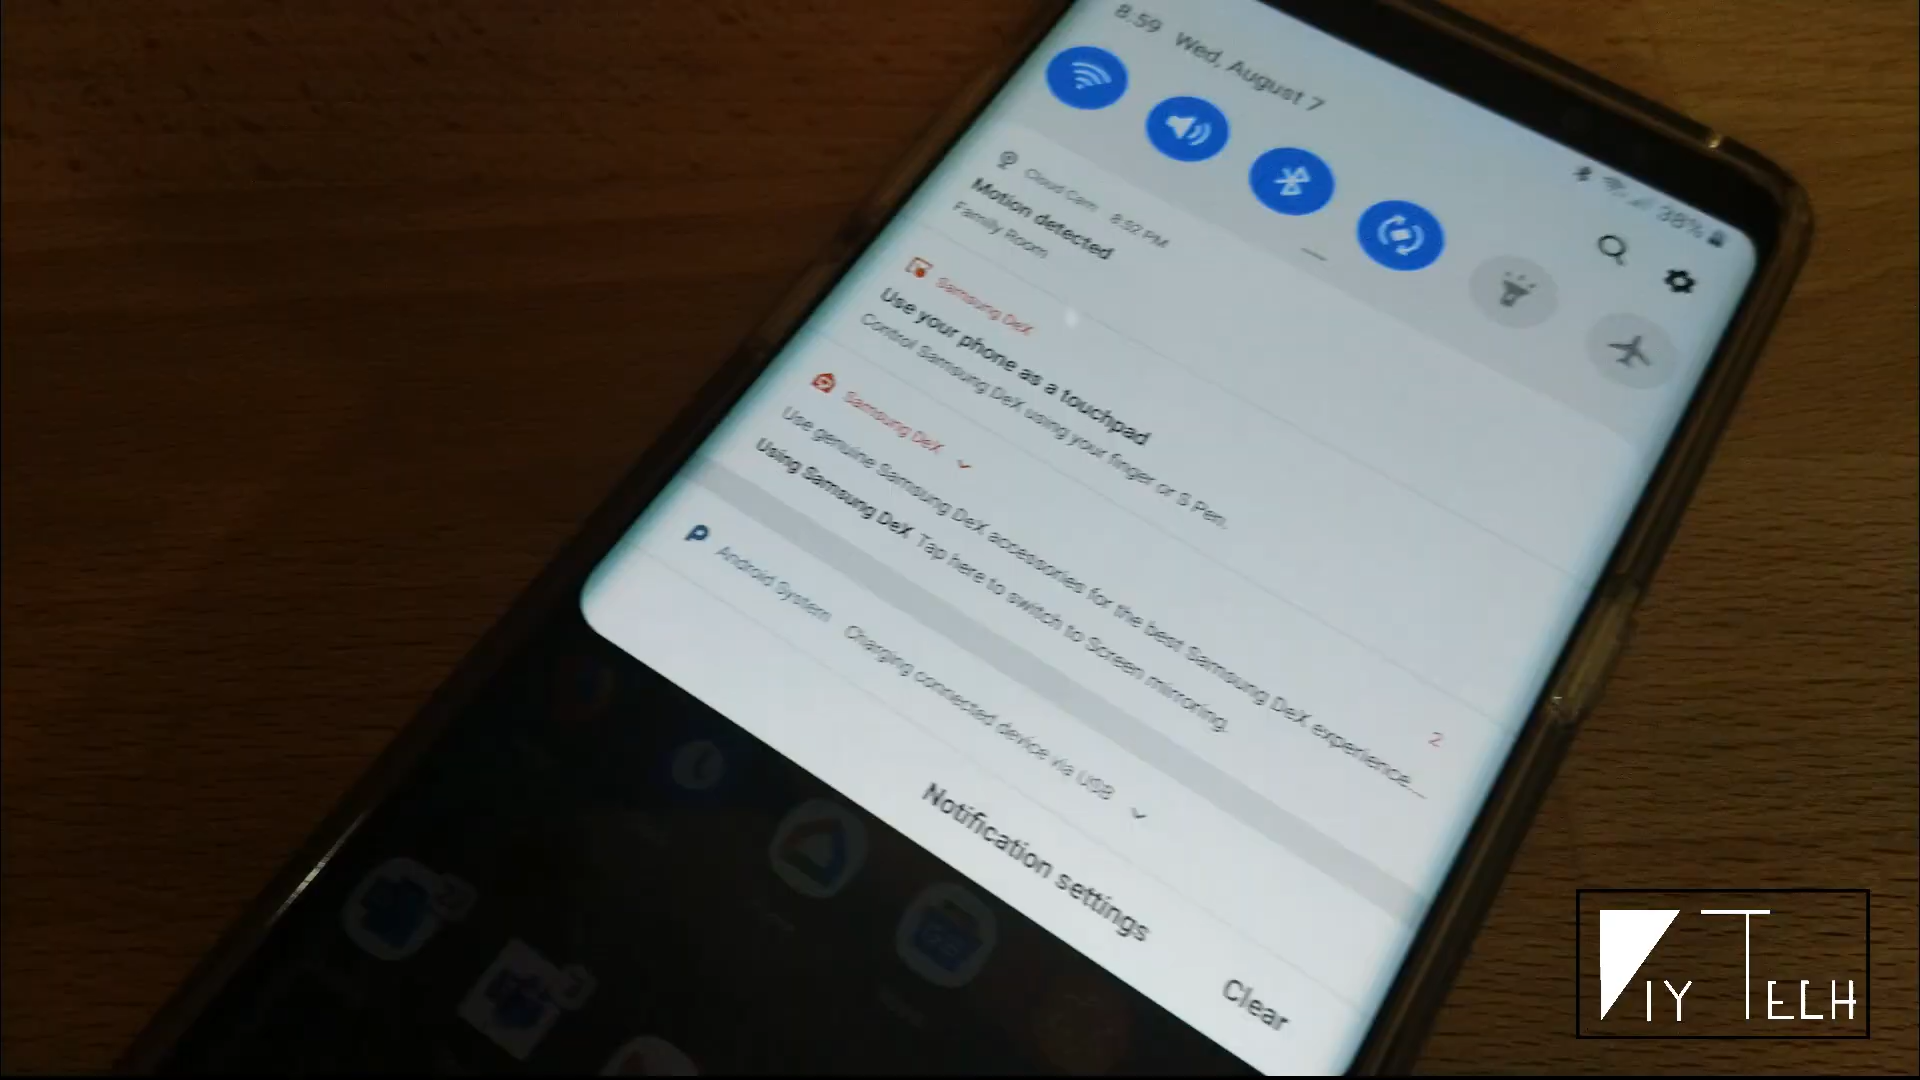 8:59 Wed, August 7
38%
Cloud Cam 8:52 PM
Motion detected
Family Room
Samsung DeX
Use your phone as a touchpad
Control Samsung DeX using your finger or S Pen.
Samsung DeX
Use genuine Samsung DeX accessories for the best Samsung DeX experience...
Using Samsung DeX Tap here to switch to Screen mirroring.
2
Android System Charging connected device via USB
Notification settings
Clear
DIY TECH